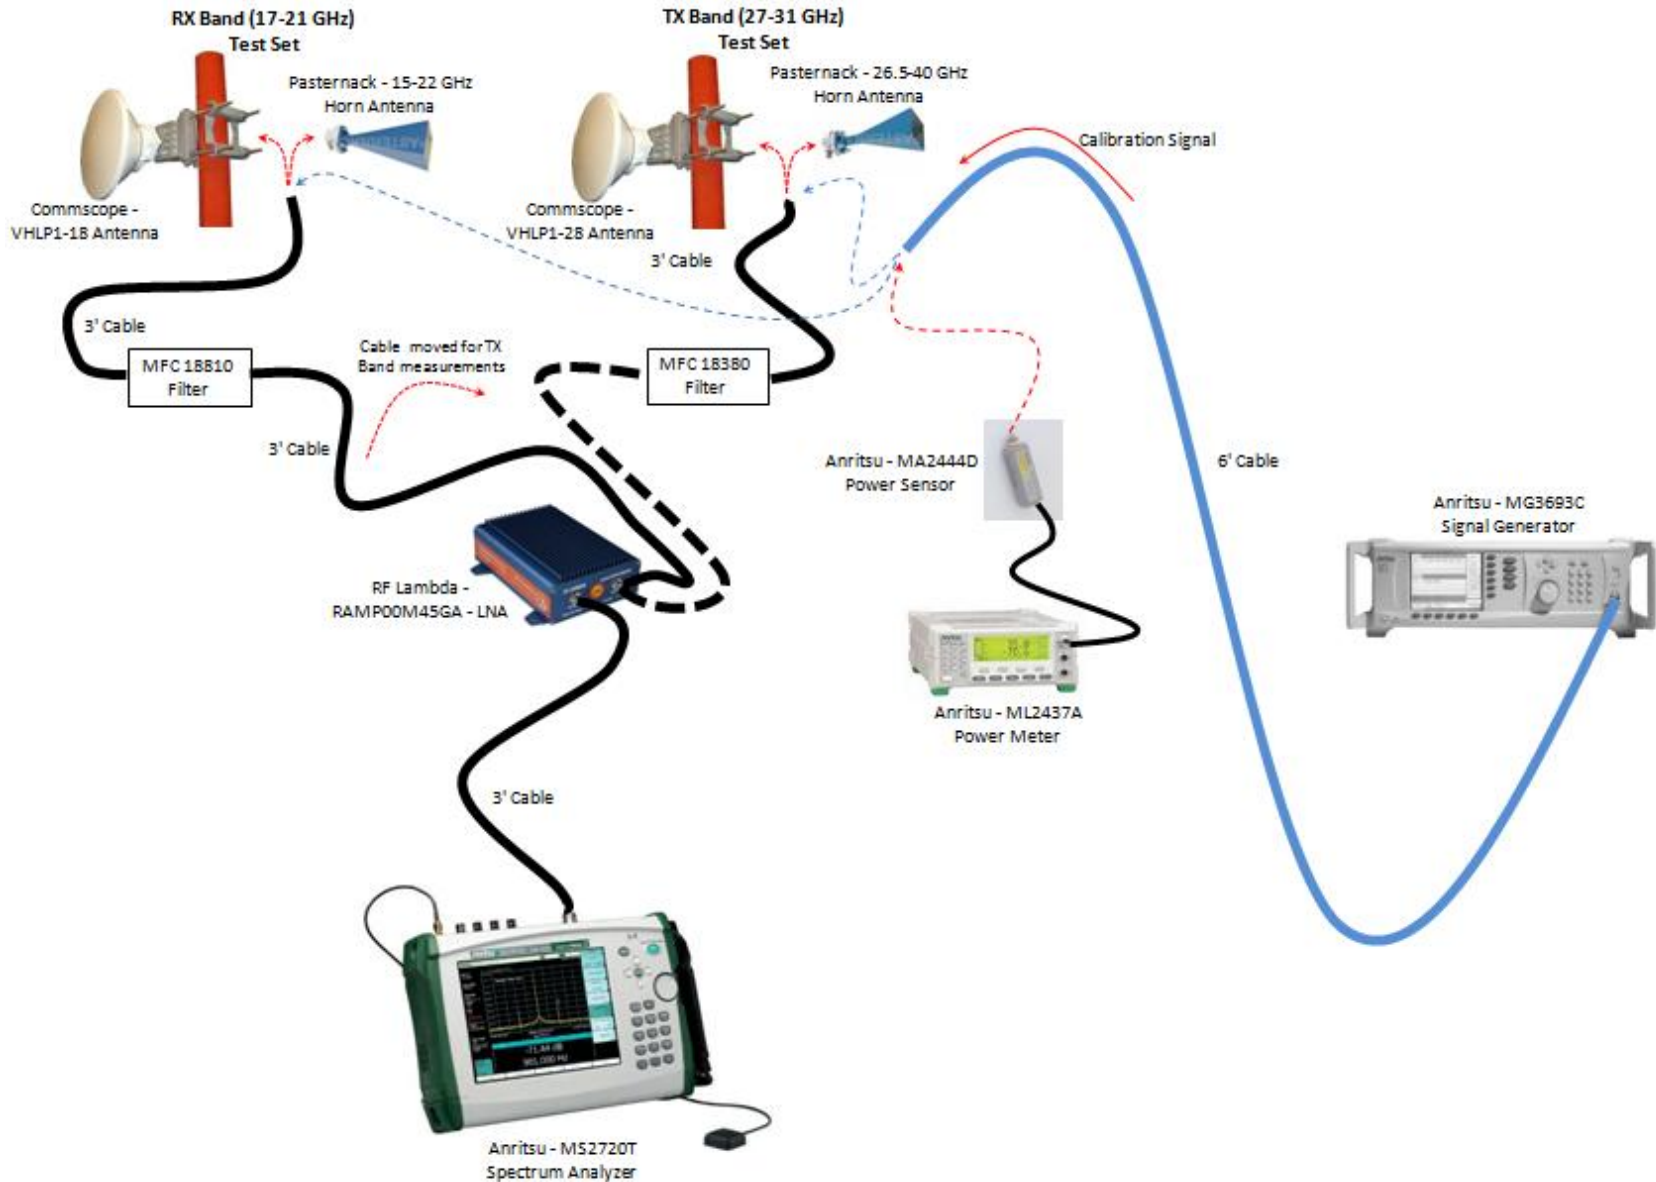 RX Band (17-21 GHz)
Test Set
TX Band (27-31 GHz)
Test Set
Pasternack - 15-22 GHz
Horn Antenna
Pasternack - 26.5-40 GHz
Horn Antenna
Calibration Signal
Commscope -
VHLP1-18 Antenna
Commscope -
VHLP1-28 Antenna
3' Cable
3' Cable
Cable moved for TX
Band measurements
MFC 18810
Filter
MFC 18380
Filter
3' Cable
Anritsu - MA2444D
Power Sensor
6' Cable
Anritsu - MG3693C
Signal Generator
RF Lambda -
RAMP00M45GA - LNA
Anritsu - ML2437A
Power Meter
3' Cable
Anritsu - MS2720T
Spectrum Analyzer